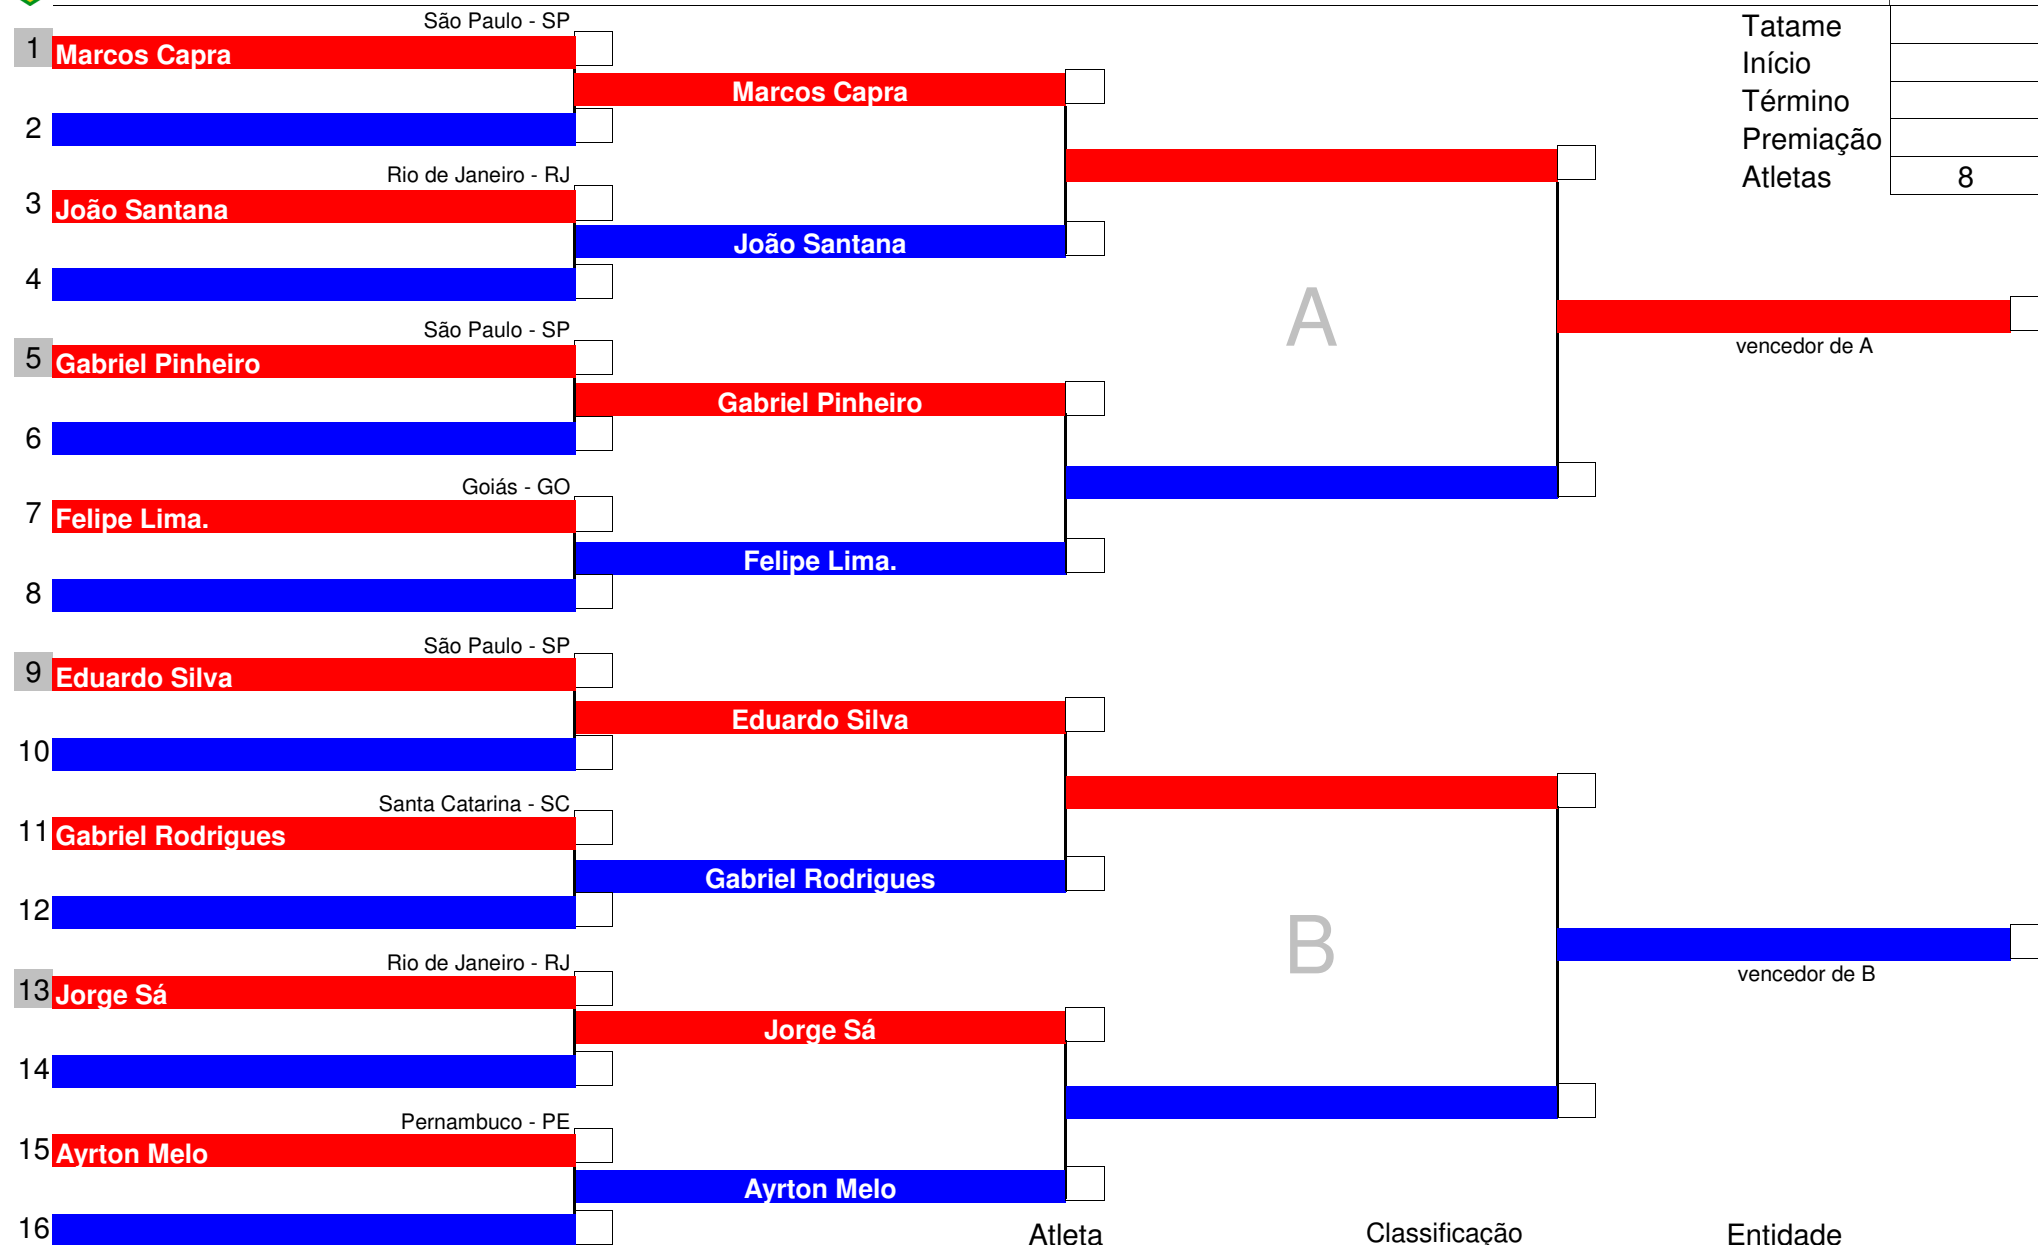 São Paulo - SP
Tatame
1 Marcos Capra
Início
Marcos Capra
Término
2
Premiação
Rio de Janeiro - RJ
Atletas 8
3 João Santana
João Santana
4
A
São Paulo - SP
vencedor de A
5 Gabriel Pinheiro
Gabriel Pinheiro
6
Goiás - GO
7 Felipe Lima.
Felipe Lima.
8
São Paulo - SP
9 Eduardo Silva
Eduardo Silva
10
Santa Catarina - SC
11 Gabriel Rodrigues
Gabriel Rodrigues
12
B
Rio de Janeiro - RJ
vencedor de B
13 Jorge Sá
Jorge Sá
14
Pernambuco - PE
15 Ayrton Melo
Ayrton Melo
16
Atleta Classificação Entidade